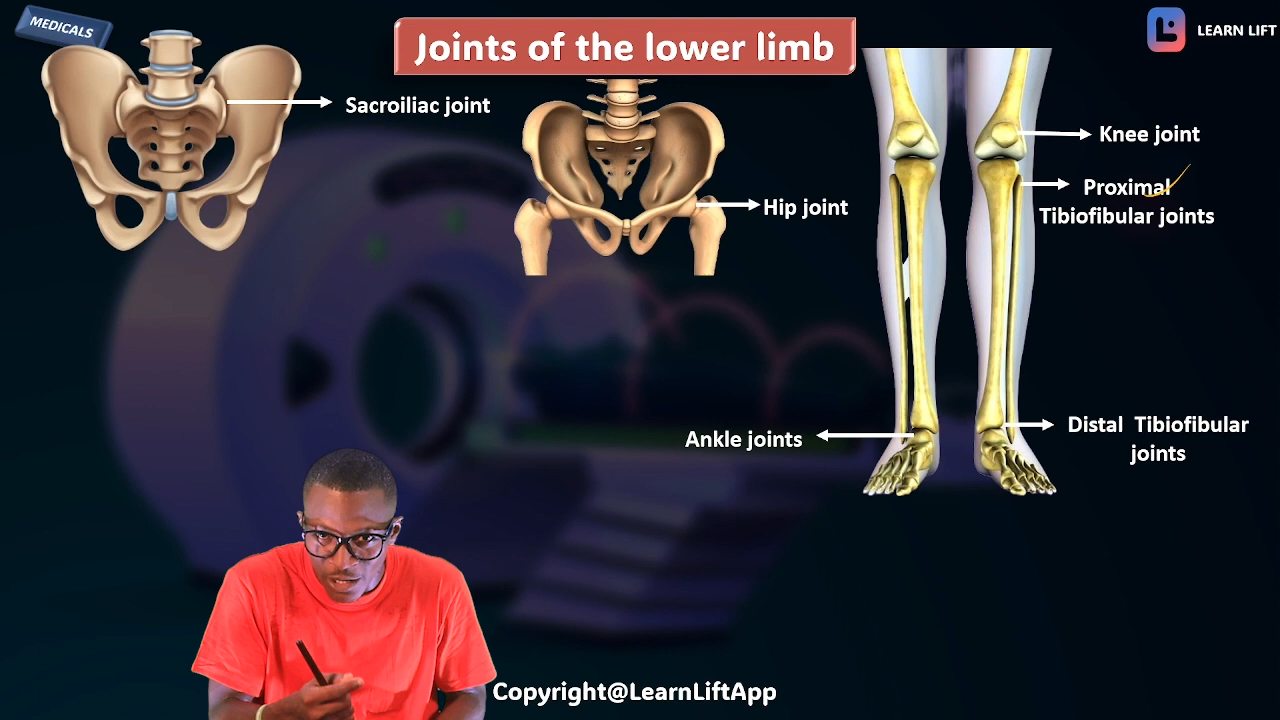 MEDICALS
Joints of the lower limb
LEARN LIFT
Sacroiliac joint
Hip joint
Knee joint
Proximal
Tibiofibular joints
Ankle joints
Distal Tibiofibular
joints
Copyright@LearnLiftApp